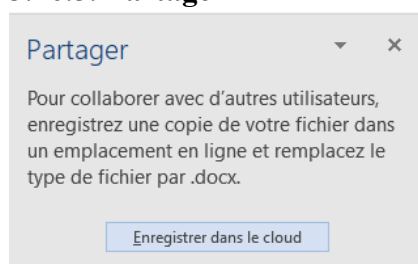 Partager
Pour collaborer avec d'autres utilisateurs,
enregistrez une copie de votre fichier dans
un emplacement en ligne et remplacez le
type de fichier par .docx.
Enregistrer dans le cloud